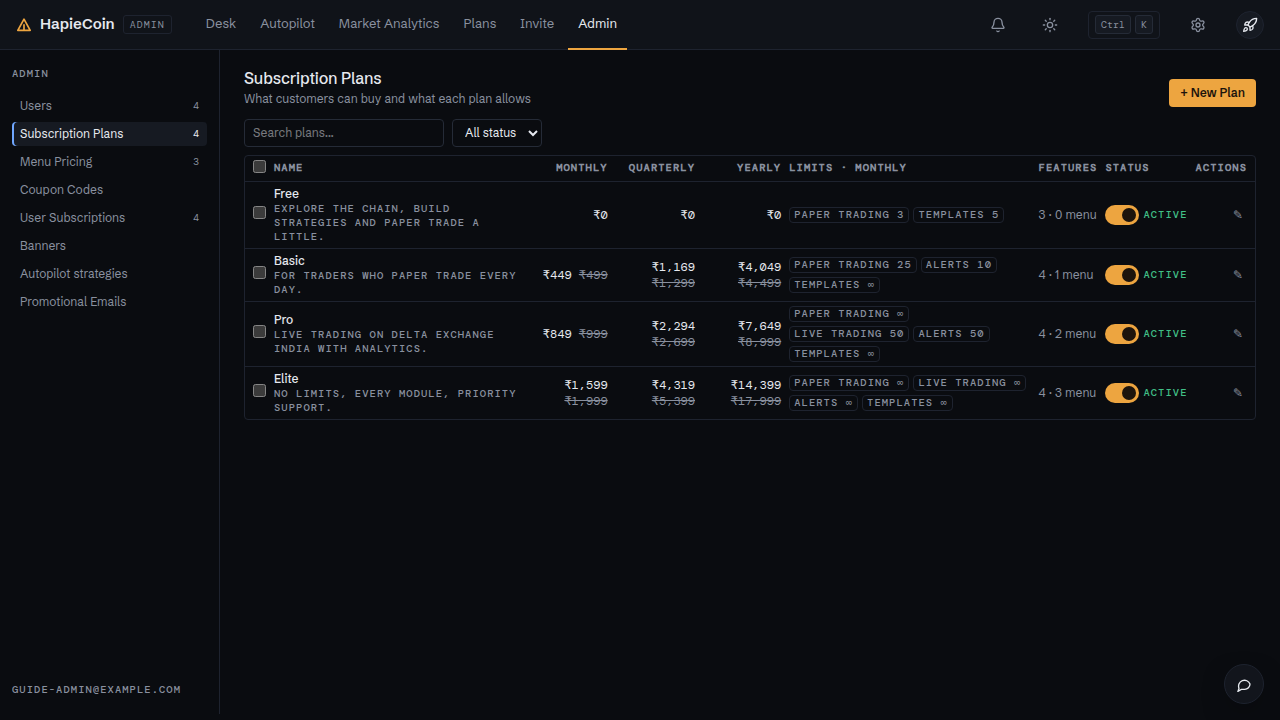 HapieCoin ADMIN Desk Autopilot Market Analytics Plans Invite Admin Ctrl K
ADMIN
Users 4
Subscription Plans 4
Menu Pricing 3
Coupon Codes
User Subscriptions 4
Banners
Autopilot strategies
Promotional Emails
GUIDE-ADMIN@EXAMPLE.COM
Subscription Plans
What customers can buy and what each plan allows
+ New Plan
Search plans...
All status
NAME MONTHLY QUARTERLY YEARLY LIMITS · MONTHLY FEATURES STATUS ACTIONS
Free
EXPLORE THE CHAIN, BUILD
STRATEGIES AND PAPER TRADE A
LITTLE.
₹0 ₹0 ₹0 PAPER TRADING 3 TEMPLATES 5 3 · 0 menu ACTIVE
Basic
FOR TRADERS WHO PAPER TRADE EVERY
DAY.
₹449 ₹499
₹1,169
₹1,299
₹4,049
₹4,499
PAPER TRADING 25 ALERTS 10
TEMPLATES ∞
4 · 1 menu ACTIVE
Pro
LIVE TRADING ON DELTA EXCHANGE
INDIA WITH ANALYTICS.
₹849 ₹999
₹2,294
₹2,699
₹7,649
₹8,999
PAPER TRADING ∞
LIVE TRADING 50 ALERTS 50
TEMPLATES ∞
4 · 2 menu ACTIVE
Elite
NO LIMITS, EVERY MODULE, PRIORITY
SUPPORT.
₹1,599
₹1,999
₹4,319
₹5,399
₹14,399
₹17,999
PAPER TRADING ∞ LIVE TRADING ∞
ALERTS ∞ TEMPLATES ∞
4 · 3 menu ACTIVE